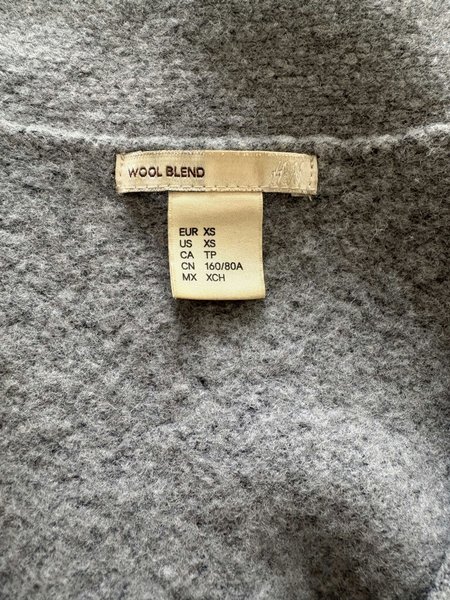 WOOL BLEND
EUR XS
US XS
CA TP
CN 160/80A
MX XCH